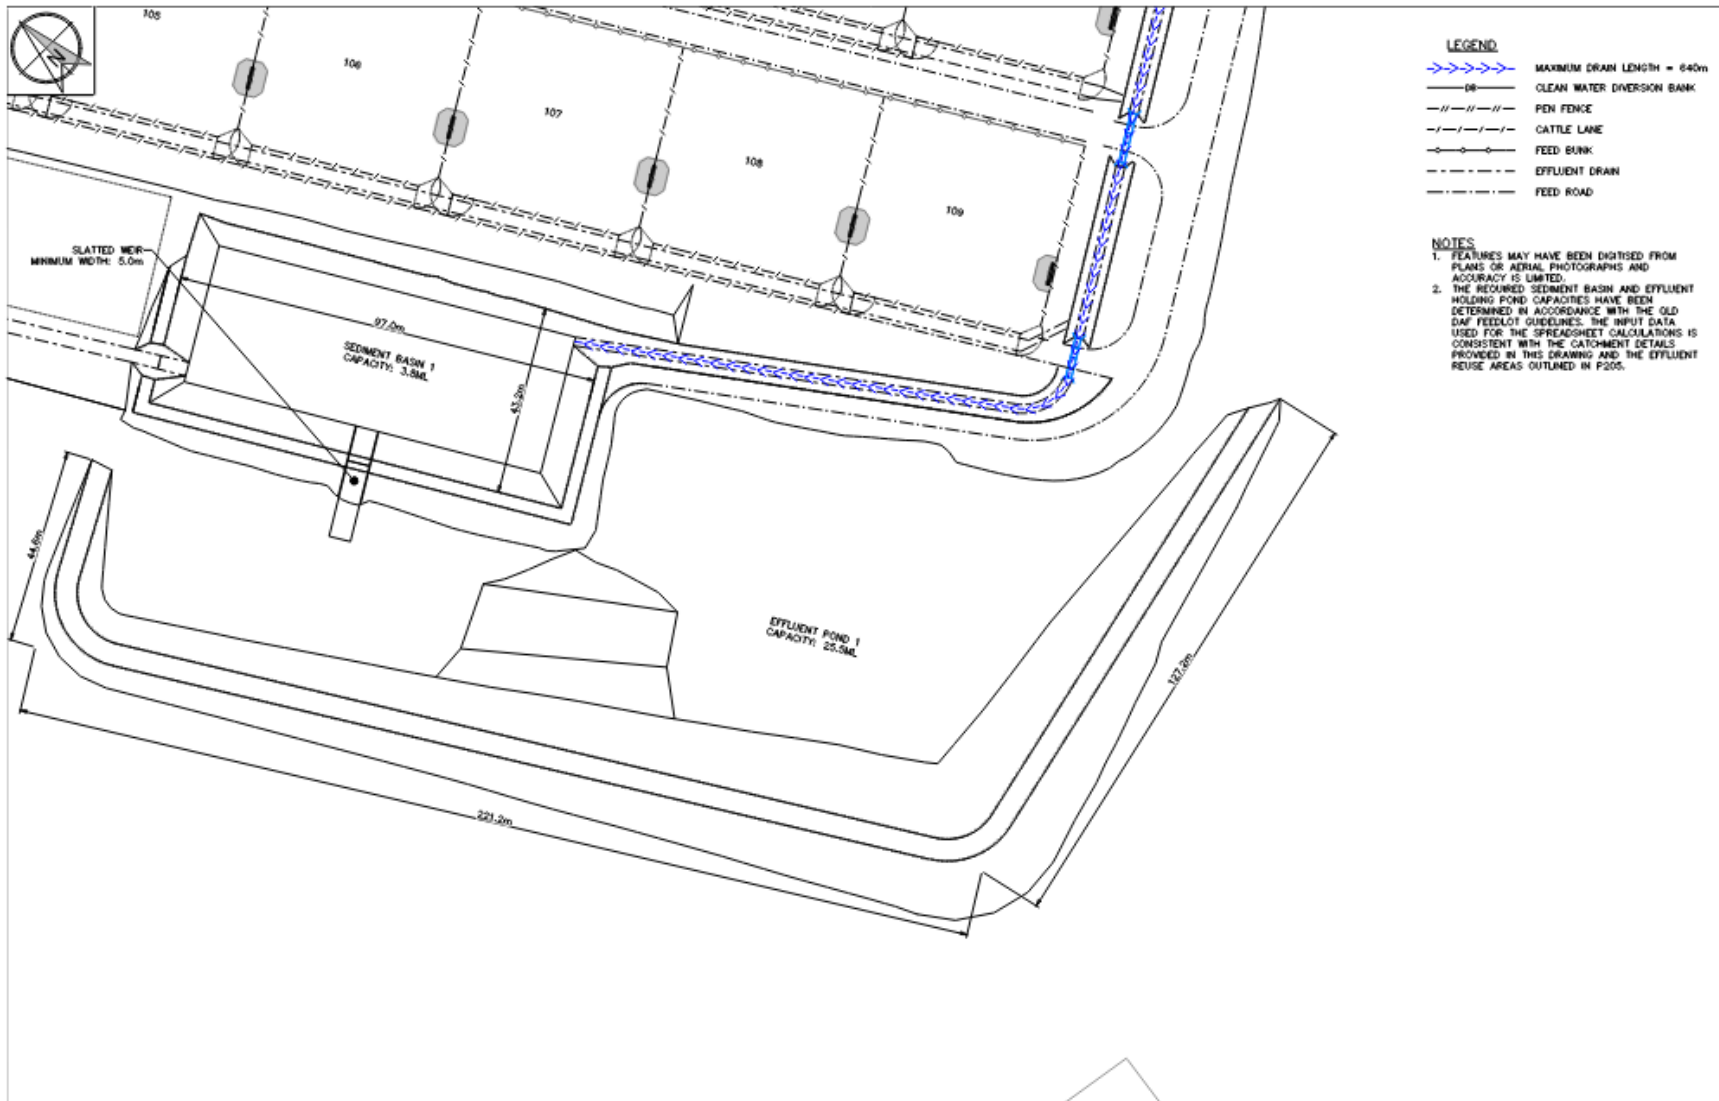 105
106
107
108
109
N
SLATTED WEIR
MINIMUM WIDTH: 5.0m
97.0m
SEDIMENT BASIN 1
CAPACITY: 3.8ML
43.2m
44.6m
EFFLUENT POND 1
CAPACITY: 25.5ML
127.2m
221.2m
LEGEND
MAXIMUM DRAIN LENGTH = 640m
DB CLEAN WATER DIVERSION BANK
PEN FENCE
CATTLE LANE
FEED BUNK
EFFLUENT DRAIN
FEED ROAD
NOTES
1. FEATURES MAY HAVE BEEN DIGITISED FROM
PLANS OR AERIAL PHOTOGRAPHS AND
ACCURACY IS LIMITED.
2. THE REQUIRED SEDIMENT BASIN AND EFFLUENT
HOLDING POND CAPACITIES HAVE BEEN
DETERMINED IN ACCORDANCE WITH THE QLD
DAF FEEDLOT GUIDELINES. THE INPUT DATA
USED FOR THE SPREADSHEET CALCULATIONS IS
CONSISTENT WITH THE CATCHMENT DETAILS
PROVIDED IN THIS DRAWING AND THE EFFLUENT
REUSE AREAS OUTLINED IN P205.